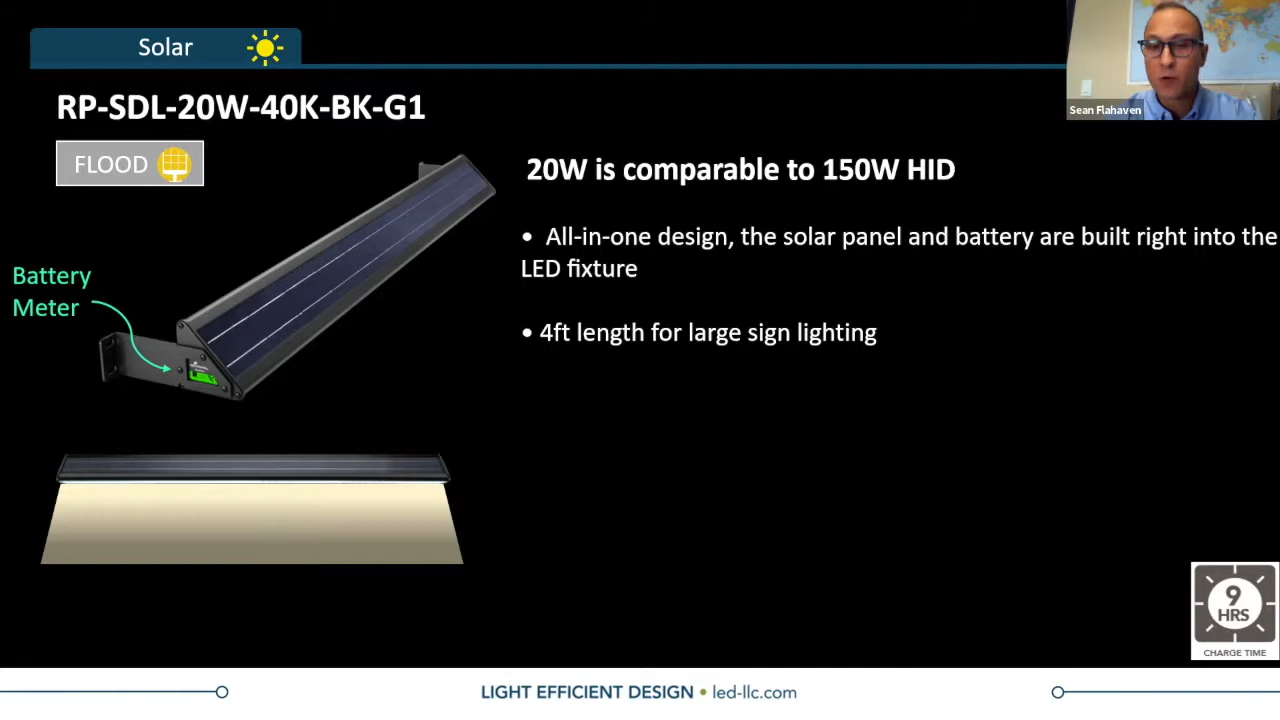 Solar
Sean Flahaven
RP-SDL-20W-40K-BK-G1
FLOOD
20W is comparable to 150W HID
• All-in-one design, the solar panel and battery are built right into the
LED fixture
Battery
Meter
• 4ft length for large sign lighting
9
HRS
CHARGE TIME
LIGHT EFFICIENT DESIGN • led-llc.com